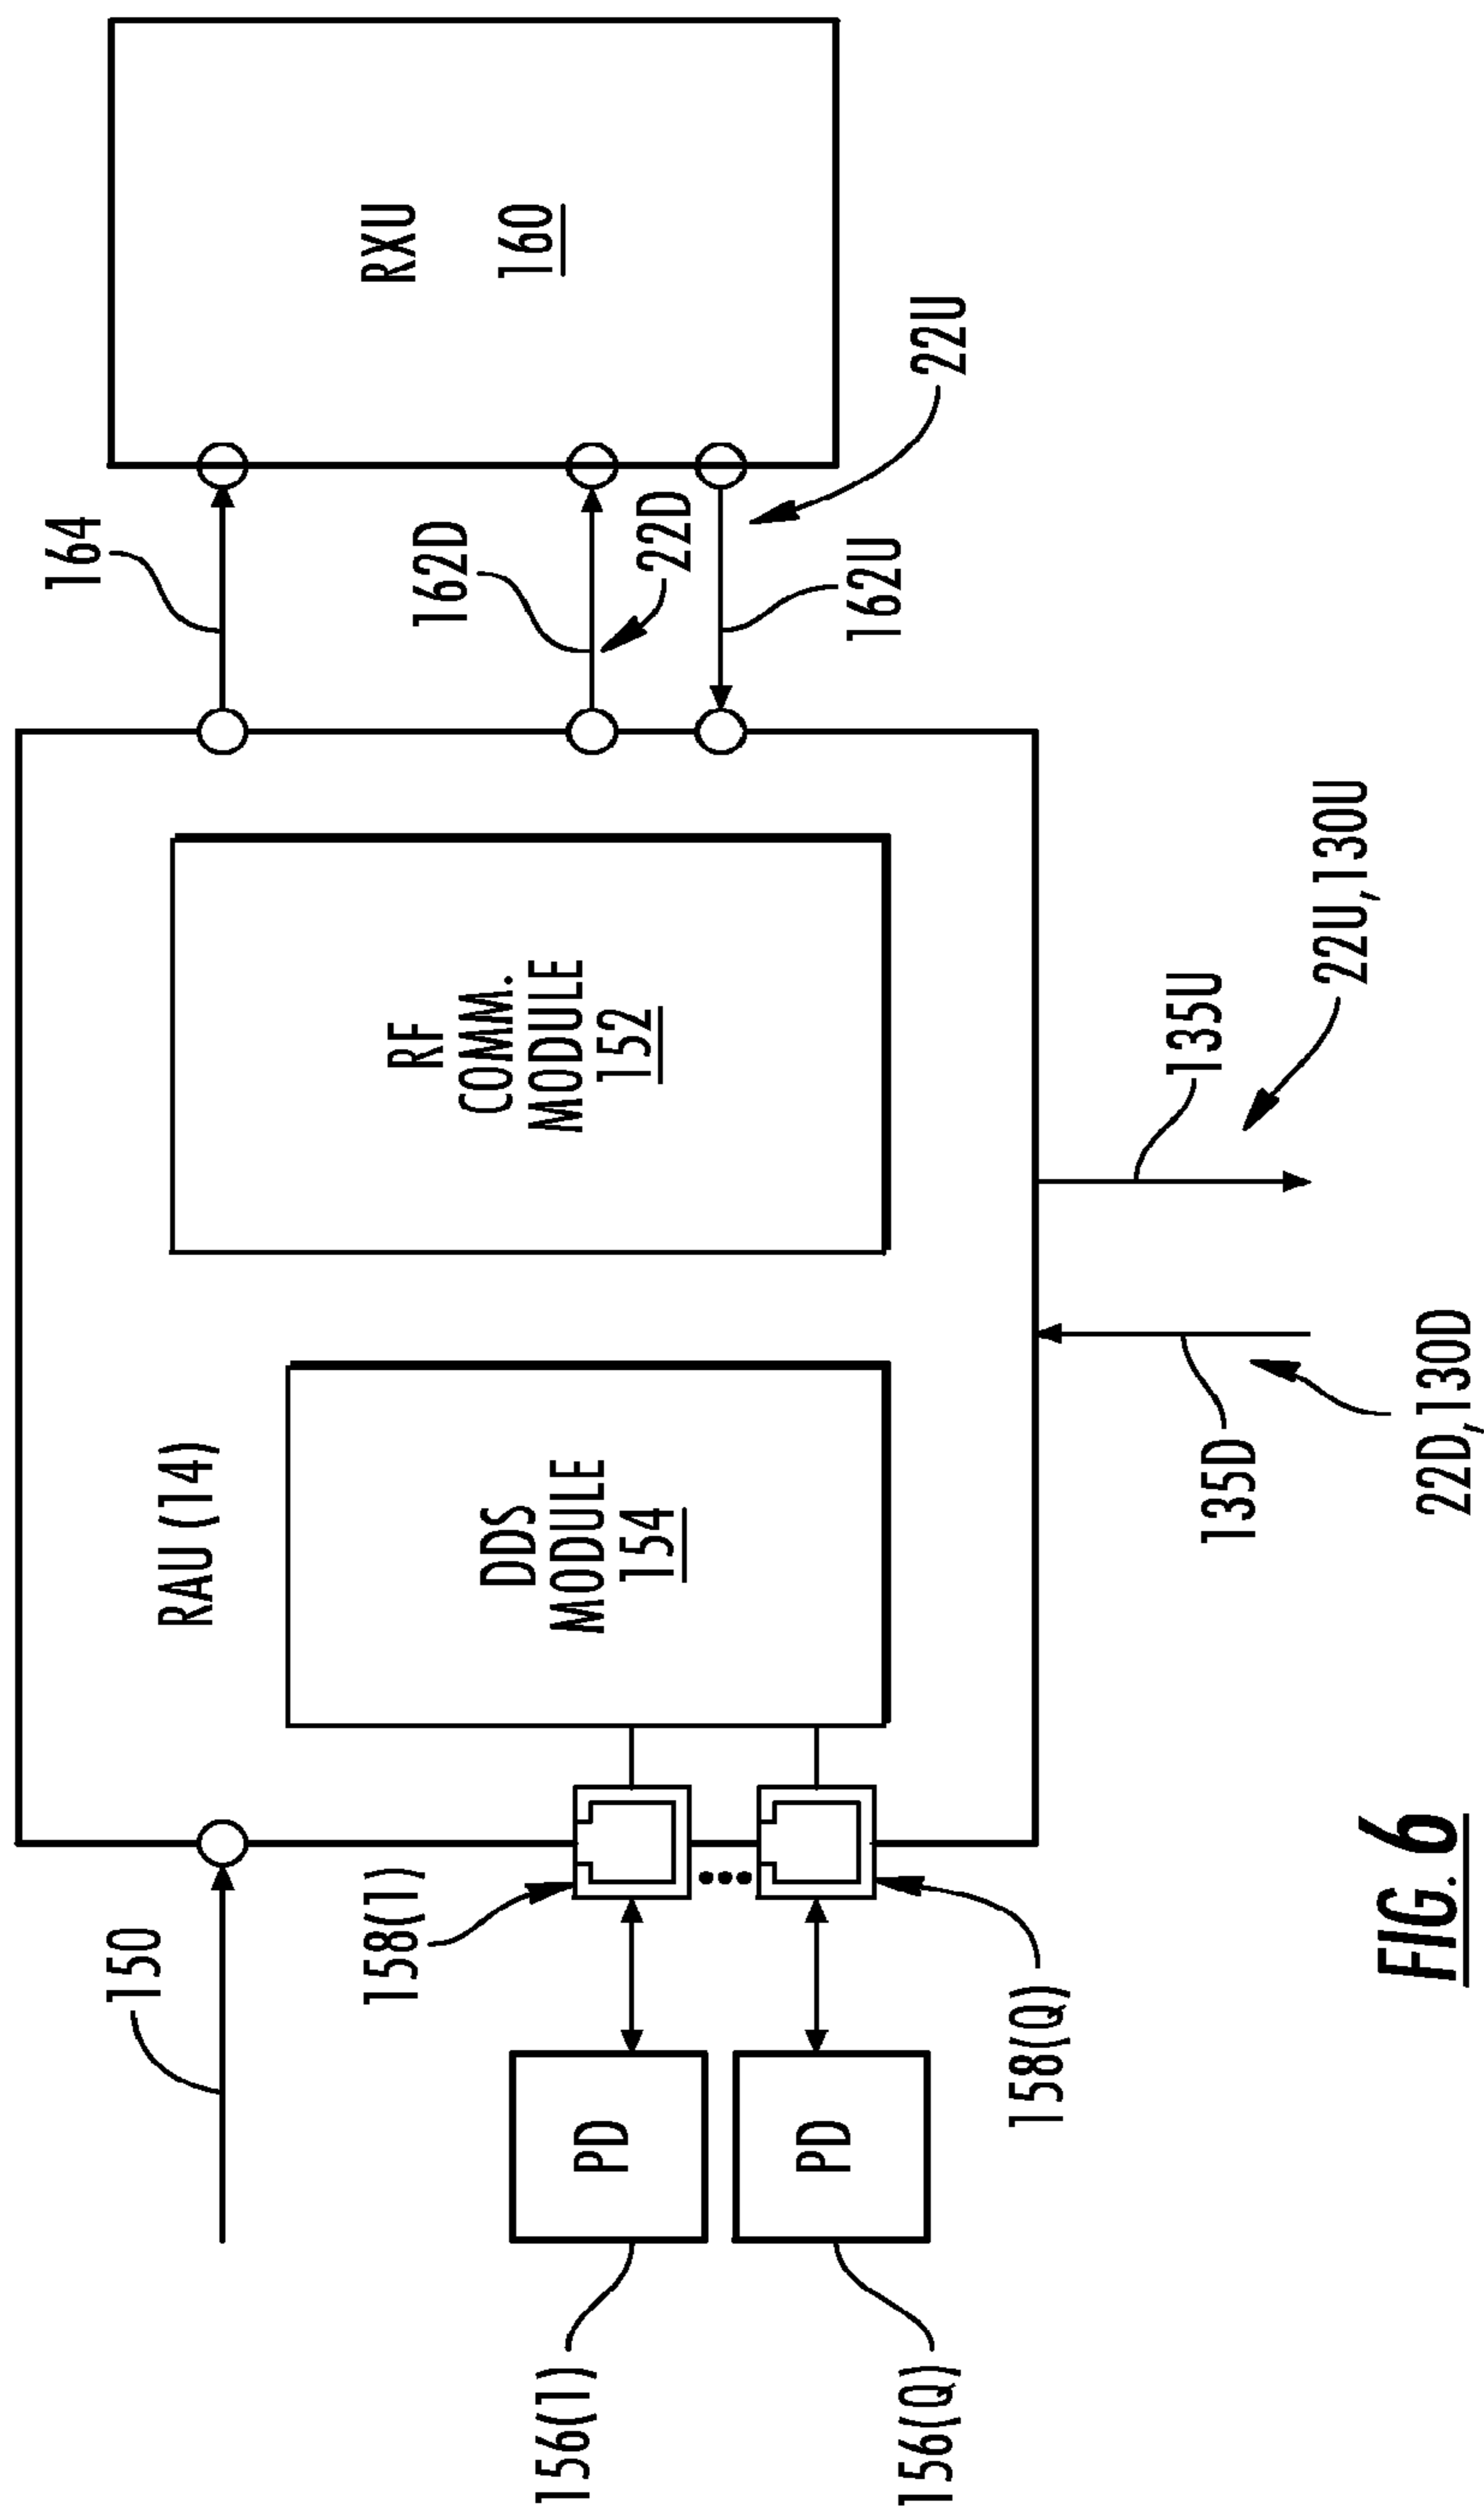 164
RXU
160
162D
22D
22U
162U
RAU (14)
RF
COMM.
MODULE
152
DDS
MODULE
154
150
158(1)
158(Q)
PD
PD
156(1)
156(Q)
135U
22U,130U
135D
22D,130D
FIG. 6